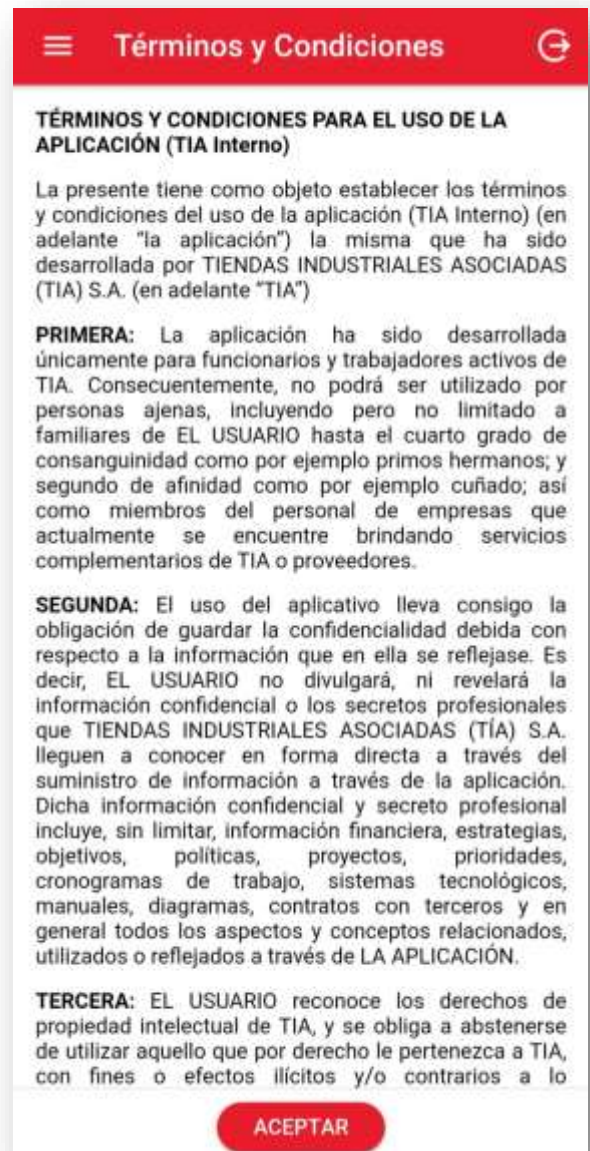 Términos y Condiciones
TÉRMINOS Y CONDICIONES PARA EL USO DE LA
APLICACIÓN (TIA Interno)
La presente tiene como objeto establecer los términos
y condiciones del uso de la aplicación (TIA Interno) (en
adelante “la aplicación”) la misma que ha sido
desarrollada por TIENDAS INDUSTRIALES ASOCIADAS
(TIA) S.A. (en adelante “TIA”)
PRIMERA: La aplicación ha sido desarrollada
únicamente para funcionarios y trabajadores activos de
TIA. Consecuentemente, no podrá ser utilizado por
personas ajenas, incluyendo pero no limitado a
familiares de EL USUARIO hasta el cuarto grado de
consanguinidad como por ejemplo primos hermanos; y
segundo de afinidad como por ejemplo cuñado; así
como miembros del personal de empresas que
actualmente se encuentre brindando servicios
complementarios de TIA o proveedores.
SEGUNDA: El uso del aplicativo lleva consigo la
obligación de guardar la confidencialidad debida con
respecto a la información que en ella se reflejase. Es
decir, EL USUARIO no divulgará, ni revelará la
información confidencial o los secretos profesionales
que TIENDAS INDUSTRIALES ASOCIADAS (TÍA) S.A.
lleguen a conocer en forma directa a través del
suministro de información a través de la aplicación.
Dicha información confidencial y secreto profesional
incluye, sin limitar, información financiera, estrategias,
objetivos, políticas, proyectos, prioridades,
cronogramas de trabajo, sistemas tecnológicos,
manuales, diagramas, contratos con terceros y en
general todos los aspectos y conceptos relacionados,
utilizados o reflejados a través de LA APLICACIÓN.
TERCERA: EL USUARIO reconoce los derechos de
propiedad intelectual de TIA, y se obliga a abstenerse
de utilizar aquello que por derecho le pertenezca a TIA,
con fines o efectos ilícitos y/o contrarios a lo
ACEPTAR